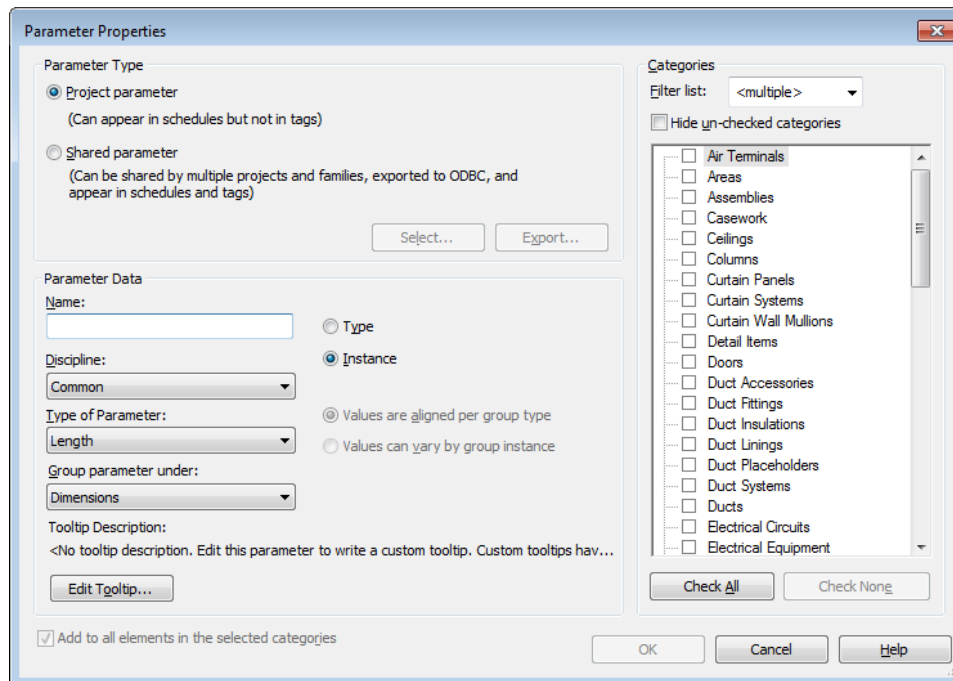 Parameter Properties
Parameter Type
Project parameter
(Can appear in schedules but not in tags)
Shared parameter
(Can be shared by multiple projects and families, exported to ODBC, and
appear in schedules and tags)
Select...
Export...
Parameter Data
Name:
Type
Instance
Discipline:
Common
Type of Parameter:
Length
Values are aligned per group type
Values can vary by group instance
Group parameter under:
Dimensions
Tooltip Description:
<No tooltip description. Edit this parameter to write a custom tooltip. Custom tooltips hav...
Edit Tooltip...
Add to all elements in the selected categories
Categories
Filter list:
<multiple>
Hide un-checked categories
Air Terminals
Areas
Assemblies
Casework
Ceilings
Columns
Curtain Panels
Curtain Systems
Curtain Wall Mullions
Detail Items
Doors
Duct Accessories
Duct Fittings
Duct Insulations
Duct Linings
Duct Placeholders
Duct Systems
Ducts
Electrical Circuits
Electrical Equipment
Check All
Check None
OK
Cancel
Help